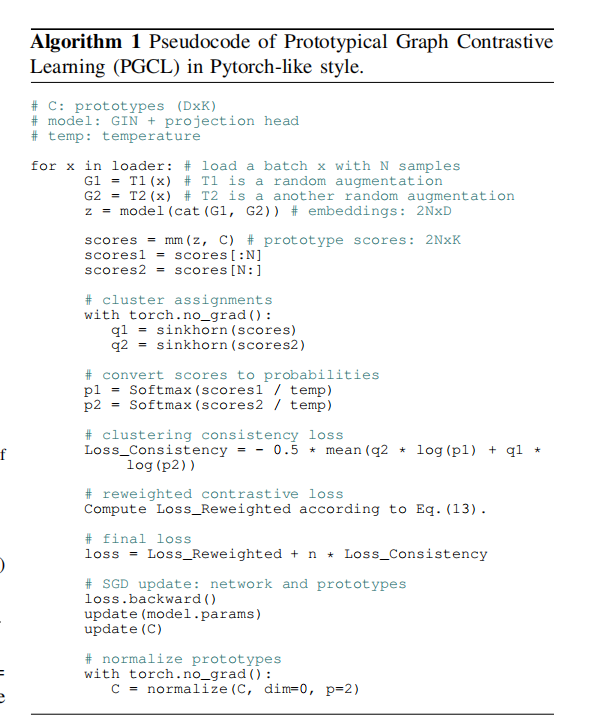 Algorithm 1 Pseudocode of Prototypical Graph Contrastive
Learning (PGCL) in Pytorch-like style.
# C: prototypes (DxK)
# model: GIN + projection head
# temp: temperature
for x in loader: # load a batch x with N samples
G1 = T1(x) # T1 is a random augmentation
G2 = T2(x) # T2 is a another random augmentation
z = model(cat(G1, G2)) # embeddings: 2NxD
scores = mm(z, C) # prototype scores: 2NxK
scores1 = scores[:N]
scores2 = scores[N:]
# cluster assignments
with torch.no_grad():
q1 = sinkhorn(scores)
q2 = sinkhorn(scores2)
# convert scores to probabilities
p1 = Softmax(scores1 / temp)
p2 = Softmax(scores2 / temp)
# clustering consistency loss
Loss_Consistency = - 0.5 * mean(q2 * log(p1) + q1 *
log(p2))
# reweighted contrastive loss
Compute Loss_Reweighted according to Eq.(13).
# final loss
loss = Loss_Reweighted + n * Loss_Consistency
# SGD update: network and prototypes
loss.backward()
update(model.params)
update(C)
# normalize prototypes
with torch.no_grad():
C = normalize(C, dim=0, p=2)
f
)
=
e